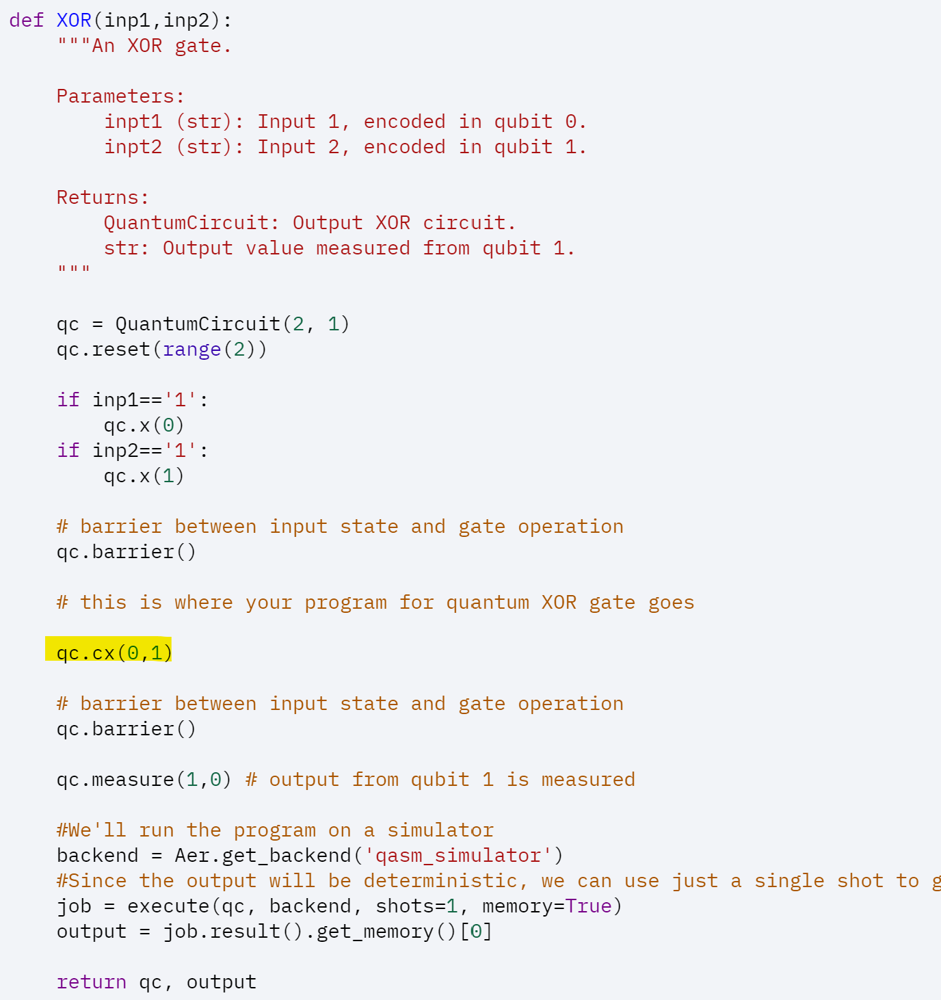 def XOR(inp1,inp2):
    """An XOR gate.

    Parameters:
        inpt1 (str): Input 1, encoded in qubit 0.
        inpt2 (str): Input 2, encoded in qubit 1.

    Returns:
        QuantumCircuit: Output XOR circuit.
        str: Output value measured from qubit 1.
    """

    qc = QuantumCircuit(2, 1)
    qc.reset(range(2))

    if inp1=='1':
        qc.x(0)
    if inp2=='1':
        qc.x(1)

    # barrier between input state and gate operation
    qc.barrier()

    # this is where your program for quantum XOR gate goes

    qc.cx(0,1)

    # barrier between input state and gate operation
    qc.barrier()

    qc.measure(1,0) # output from qubit 1 is measured

    #We'll run the program on a simulator
    backend = Aer.get_backend('qasm_simulator')
    #Since the output will be deterministic, we can use just a single shot to
    job = execute(qc, backend, shots=1, memory=True)
    output = job.result().get_memory()[0]

    return qc, output